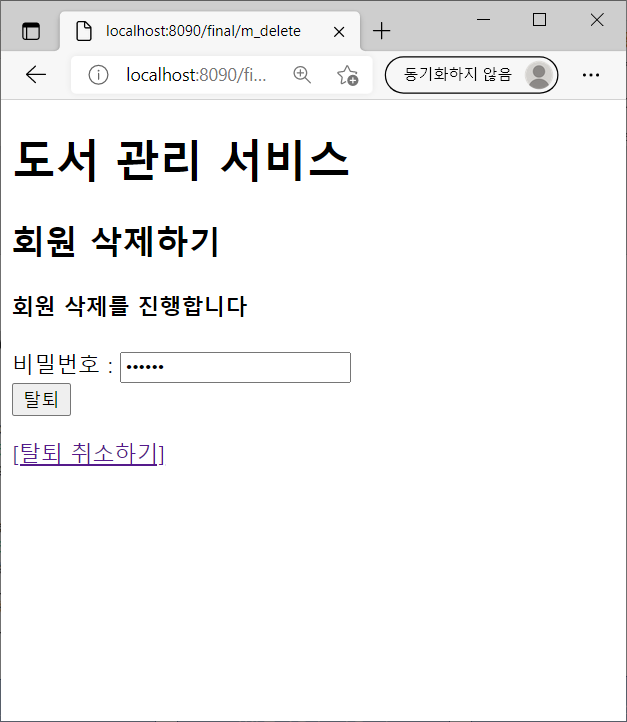 localhost:8090/final/m_delete
localhost:8090/fi...
동기화하지 않음
도서 관리 서비스
회원 삭제하기
회원 삭제를 진행합니다
비밀번호 : ••••••
탈퇴
[탈퇴 취소하기]